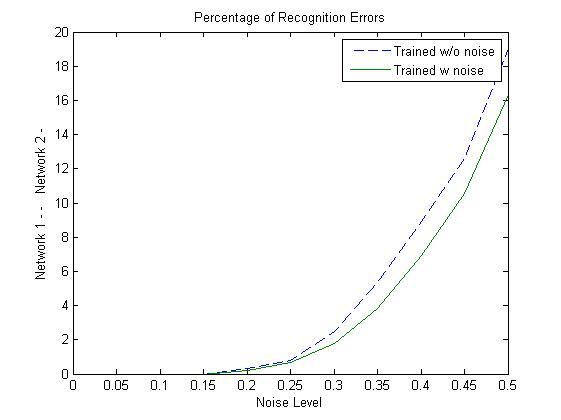 Percentage of Recognition Errors
20
18
16
14
12
10
8
6
4
2
0
Network 1 - -   Network 2 -
Trained w/o noise
Trained w noise
0 0.05 0.1 0.15 0.2 0.25 0.3 0.35 0.4 0.45 0.5
Noise Level